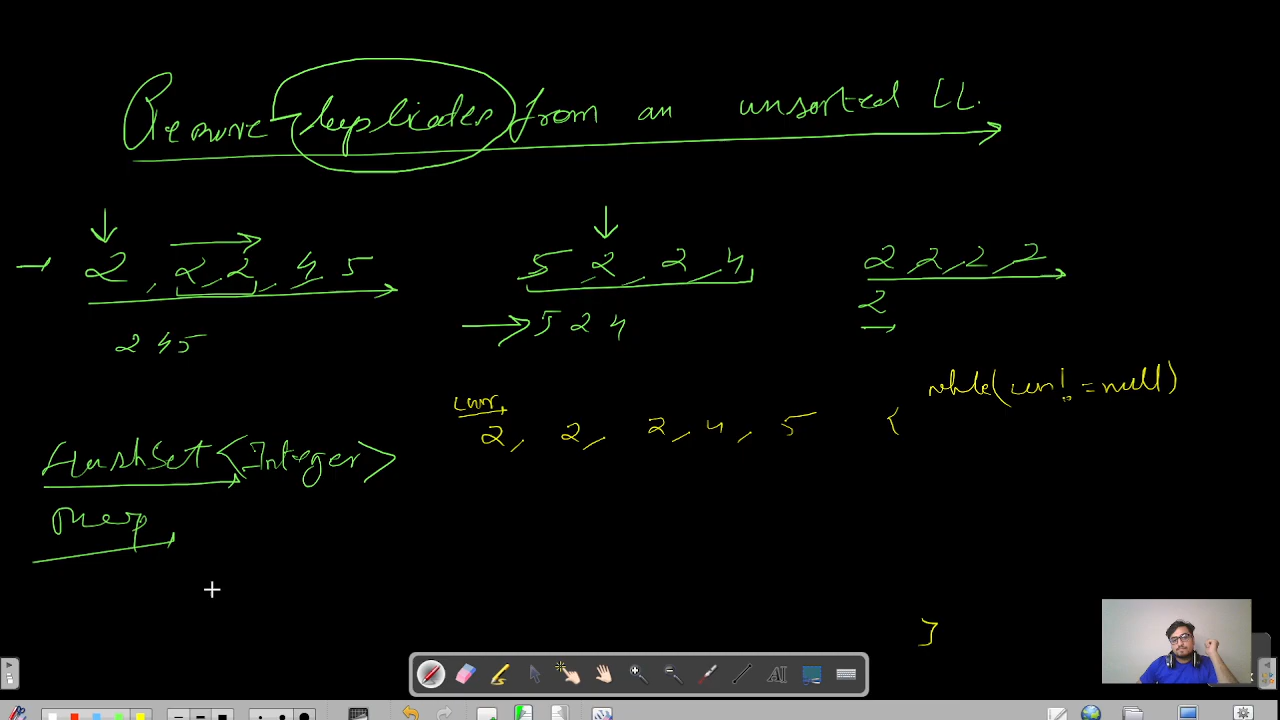 Remove duplicates from an unsorted LL.
2, 2, 2, 4, 5
2 4 5
5, 2, 2, 4
5 2 4
2, 2, 2, 2
2
while(curr != null)
{
curr
2, 2, 2, 4, 5
HashSet<Integer>
map
}
AI